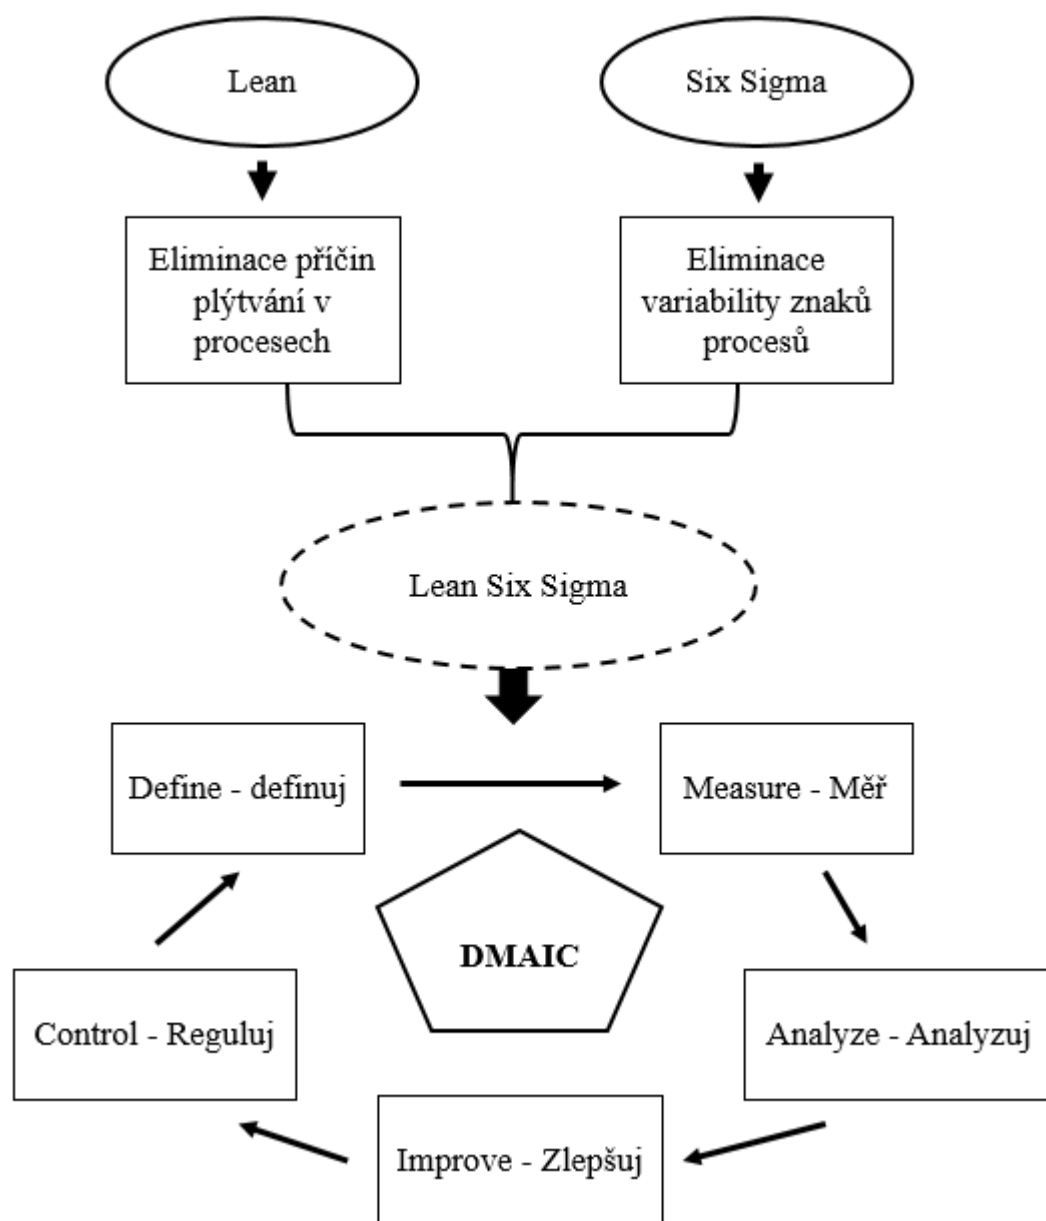 Lean
Six Sigma
Eliminace příčin
plýtvání v
procesech
Eliminace
variability znaků
procesů
Lean Six Sigma
Define - definuj
Measure - Měř
DMAIC
Control - Reguluj
Analyze - Analyzuj
Improve - Zlepšuj